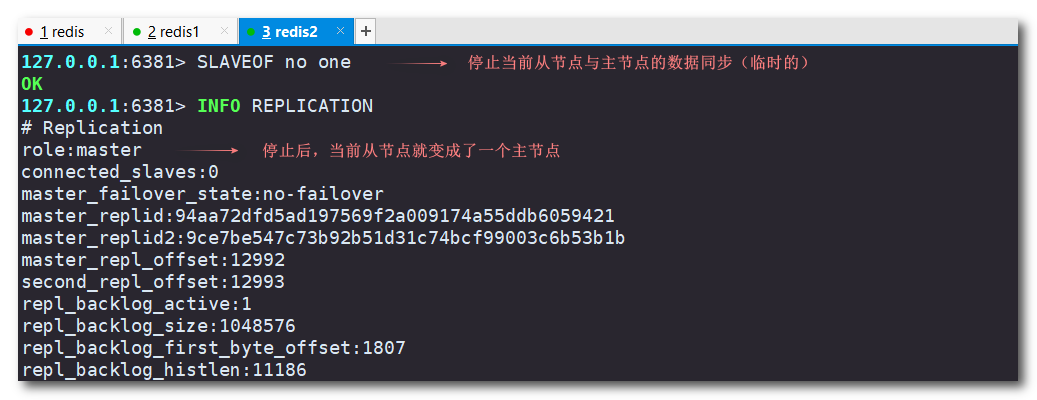 1 redis × 2 redis1 × 3 redis2 × +
127.0.0.1:6381> SLAVEOF no one 停止当前从节点与主节点的数据同步（临时的）
OK
127.0.0.1:6381> INFO REPLICATION
# Replication
role:master 停止后，当前从节点就变成了一个主节点
connected_slaves:0
master_failover_state:no-failover
master_replid:94aa72dfd5ad197569f2a009174a55ddb6059421
master_replid2:9ce7be547c73b92b51d31c74bcf99003c6b53b1b
master_repl_offset:12992
second_repl_offset:12993
repl_backlog_active:1
repl_backlog_size:1048576
repl_backlog_first_byte_offset:1807
repl_backlog_histlen:11186